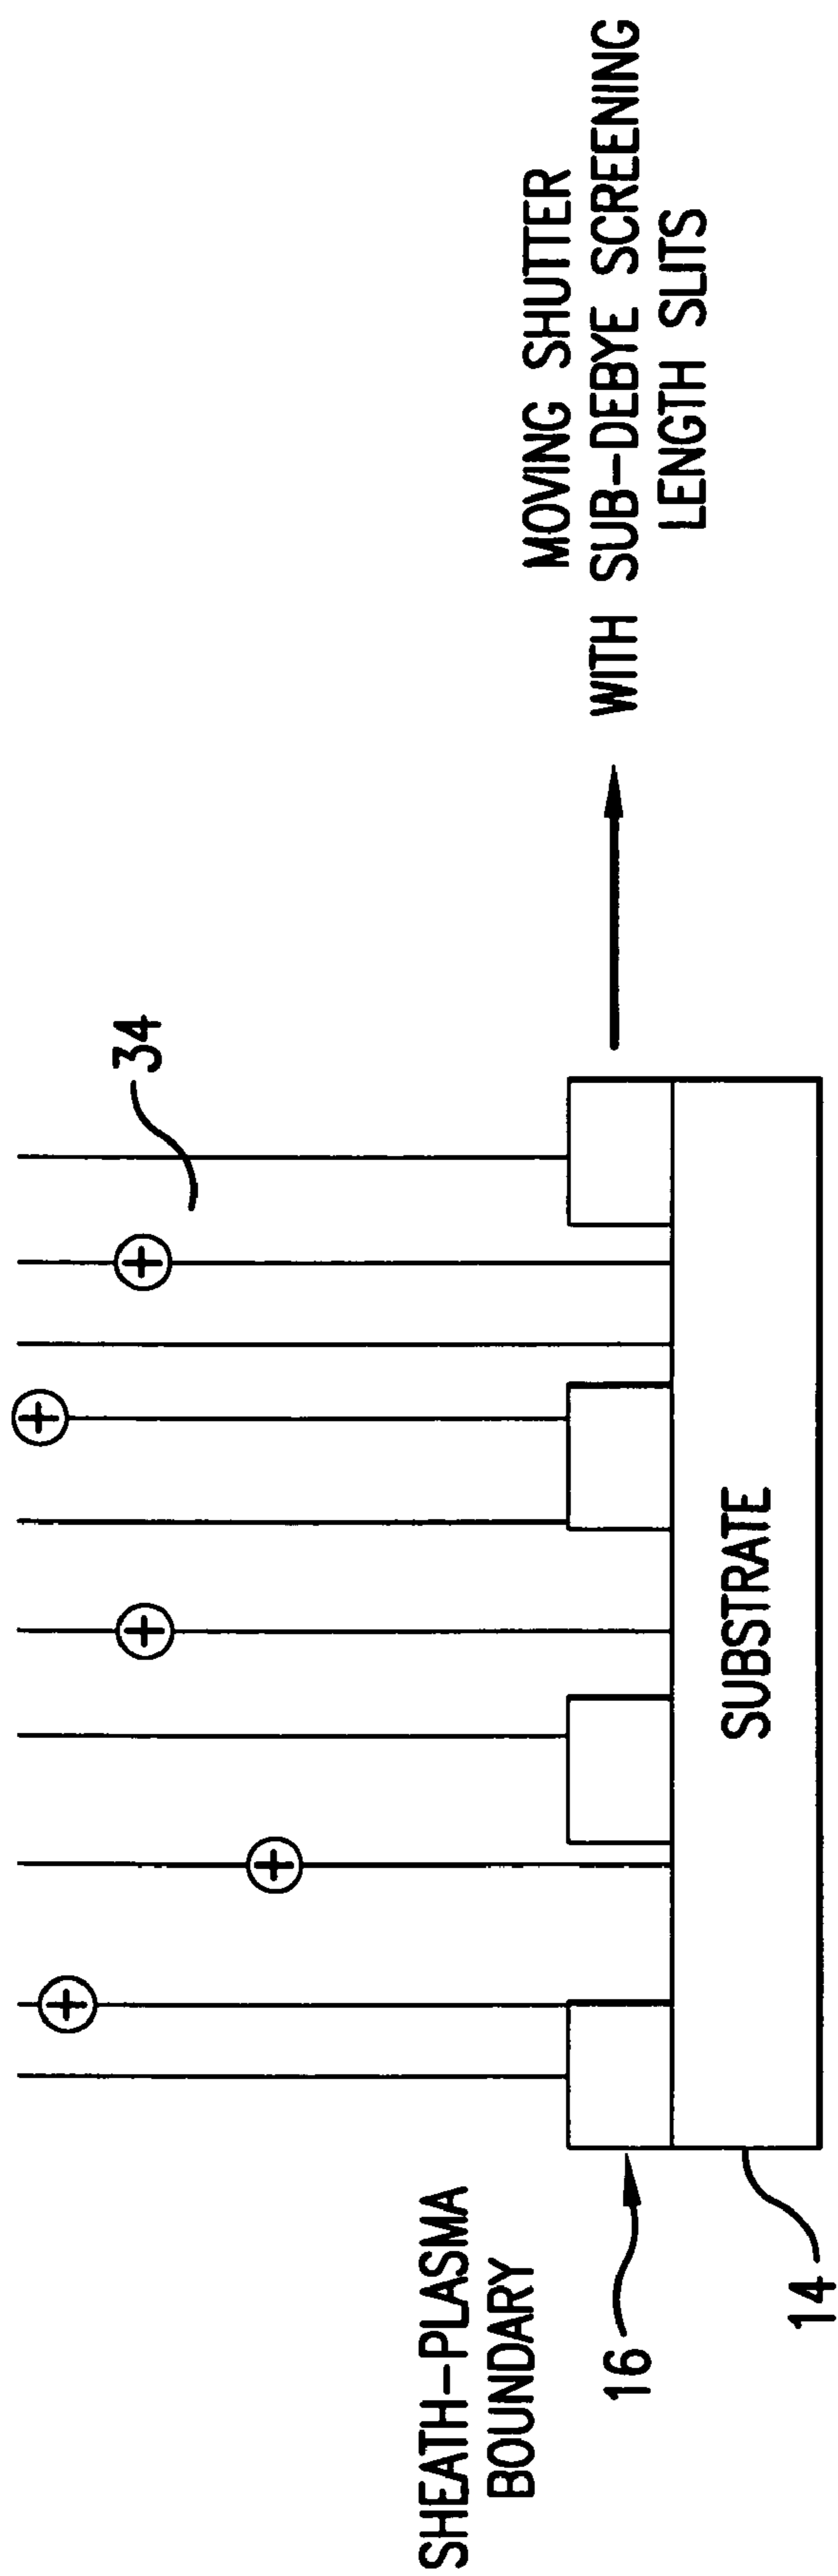 34
MOVING SHUTTER
WITH SUB-DEBYE SCREENING
LENGTH SLITS
SHEATH-PLASMA
BOUNDARY
16
SUBSTRATE
14